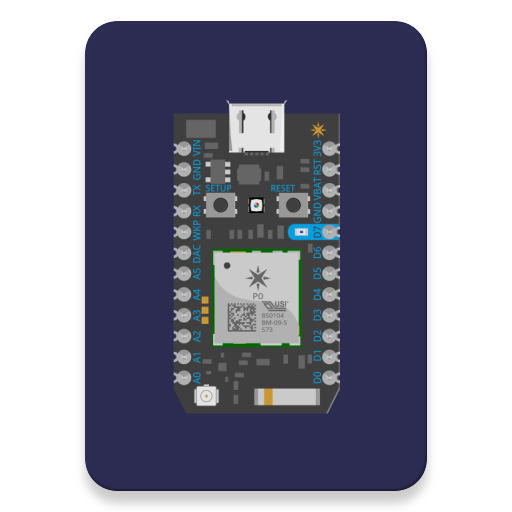 VIN
GND
TX
RX
WKP
DAC
A5
A4
A3
A2
A1
A0
SETUP
RESET
3V3
RST
VBAT
GND
D7
D6
D5
D4
D3
D2
D1
D0
P0
USI
850104
BM-09-S
573